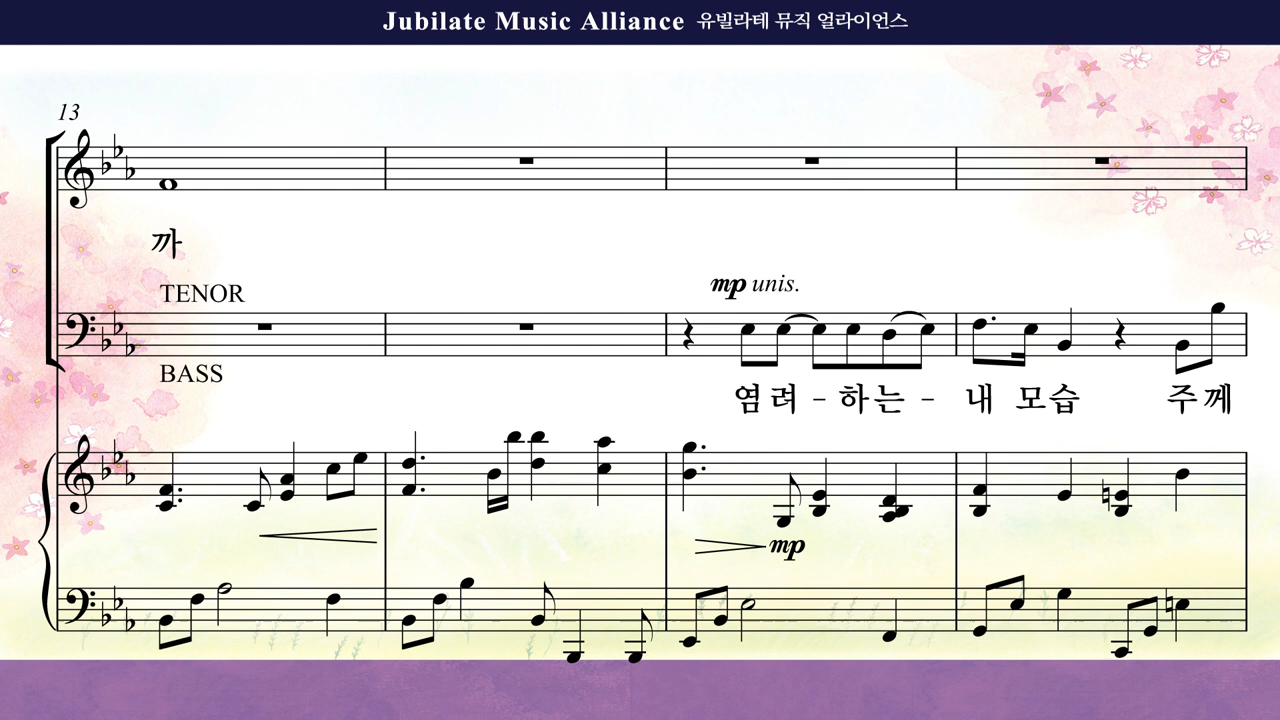 Jubilate Music Alliance 유빌라테 뮤직 얼라이언스
13
까
TENOR
mp unis.
BASS
염 려 - 하 는 - 내 모 습 주 께
mp